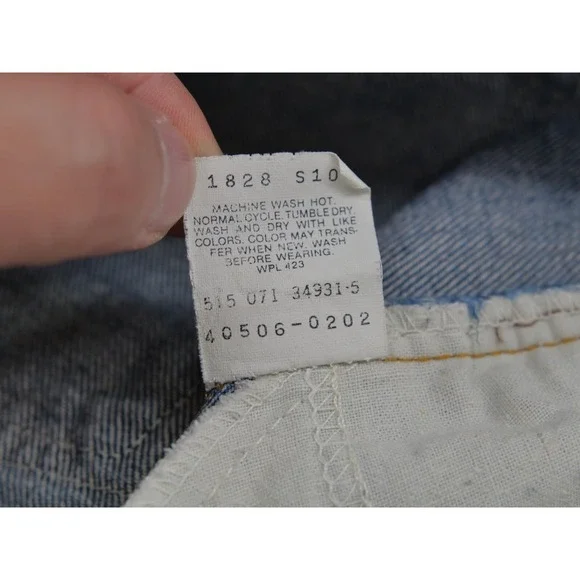 1828 S10
MACHINE WASH HOT.
NORMAL CYCLE. TUMBLE DRY.
WASH AND DRY WITH LIKE
COLORS. COLOR MAY TRANS-
FER WHEN NEW. WASH
BEFORE WEARING.
WPL 423
515 071 34931-5
40506-0202